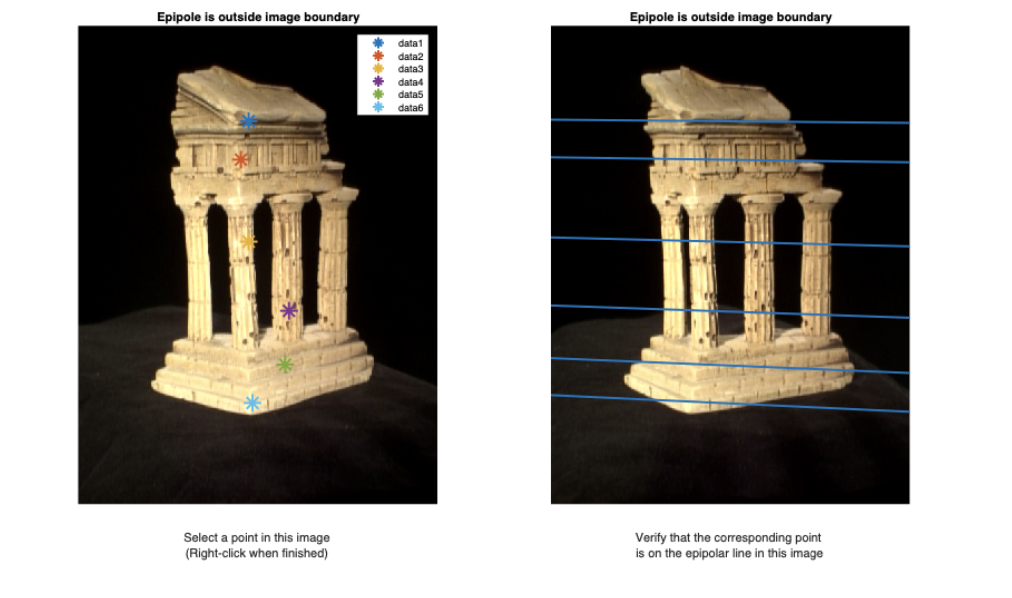 Epipole is outside image boundary
data1
data2
data3
data4
data5
data6
Select a point in this image
(Right-click when finished)
Epipole is outside image boundary
Verify that the corresponding point
is on the epipolar line in this image